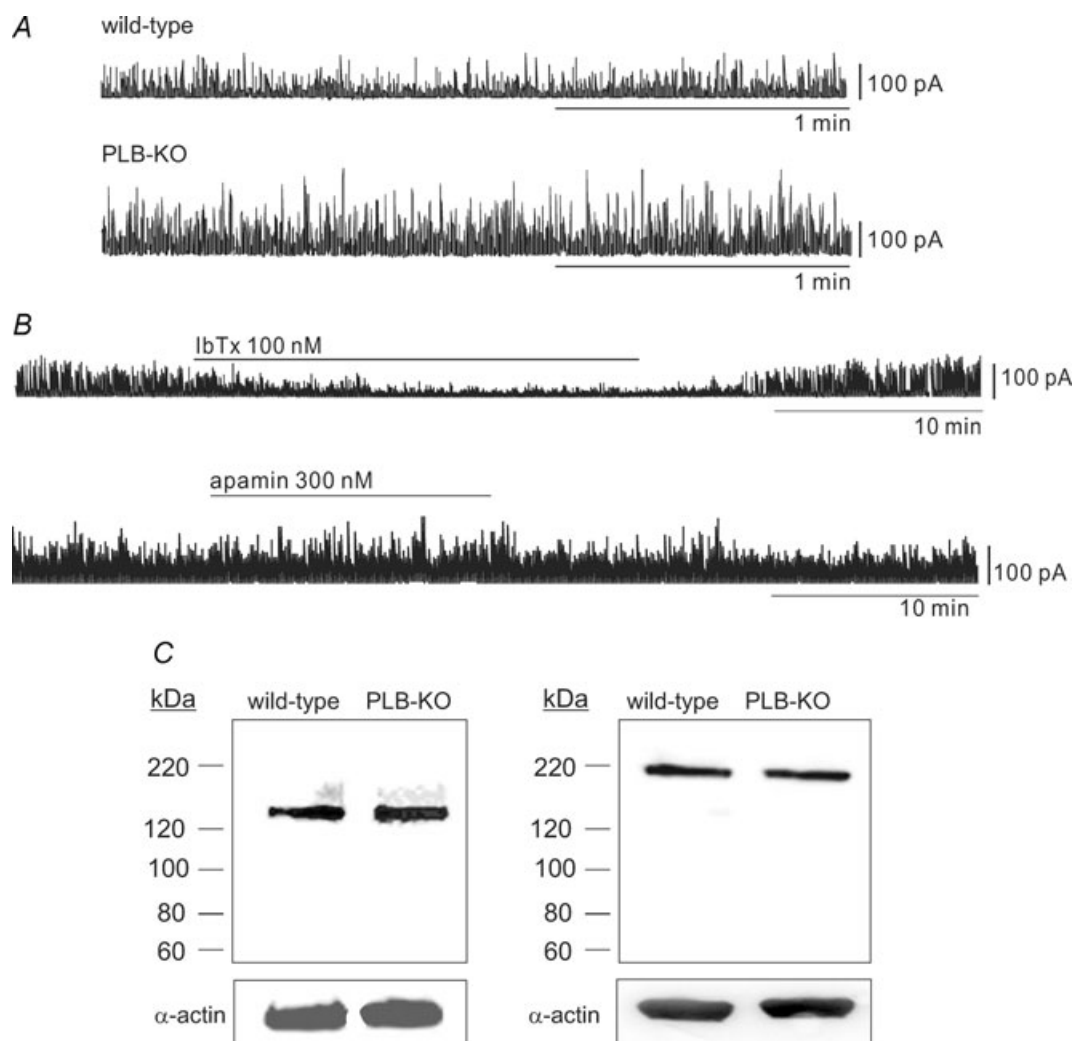 A
wild-type
100 pA
1 min
PLB-KO
100 pA
1 min
B
IbTx 100 nM
100 pA
10 min
apamin 300 nM
100 pA
10 min
C
kDa wild-type PLB-KO
220
120
100
80
60
α-actin
kDa wild-type PLB-KO
220
120
100
80
60
α-actin